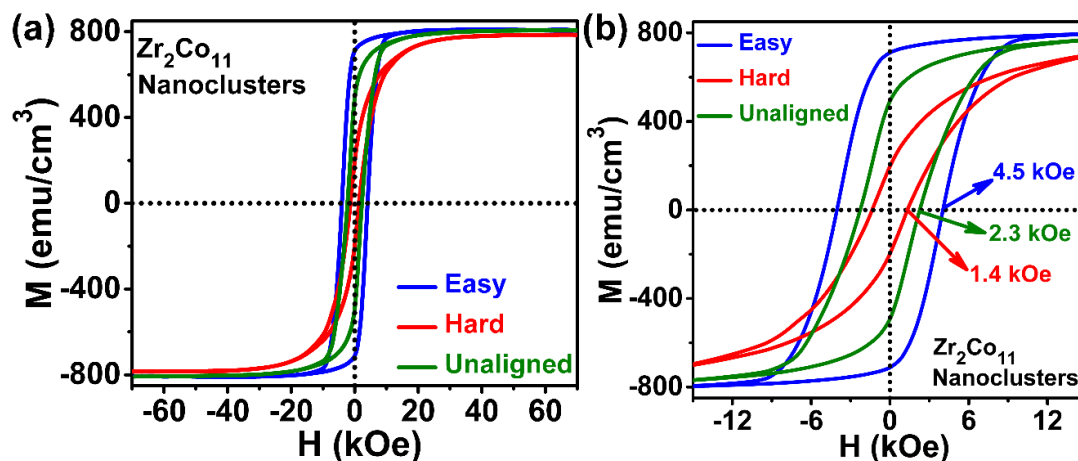 (a)
Zr2Co11
Nanoclusters
Easy
Hard
Unaligned
800
400
0
-400
-800
M (emu/cm³)
-60 -40 -20 0 20 40 60
H (kOe)
(b)
Easy
Hard
Unaligned
4.5 kOe
2.3 kOe
1.4 kOe
Zr2Co11
Nanoclusters
800
400
0
-400
-800
M (emu/cm³)
-12 -6 0 6 12
H (kOe)